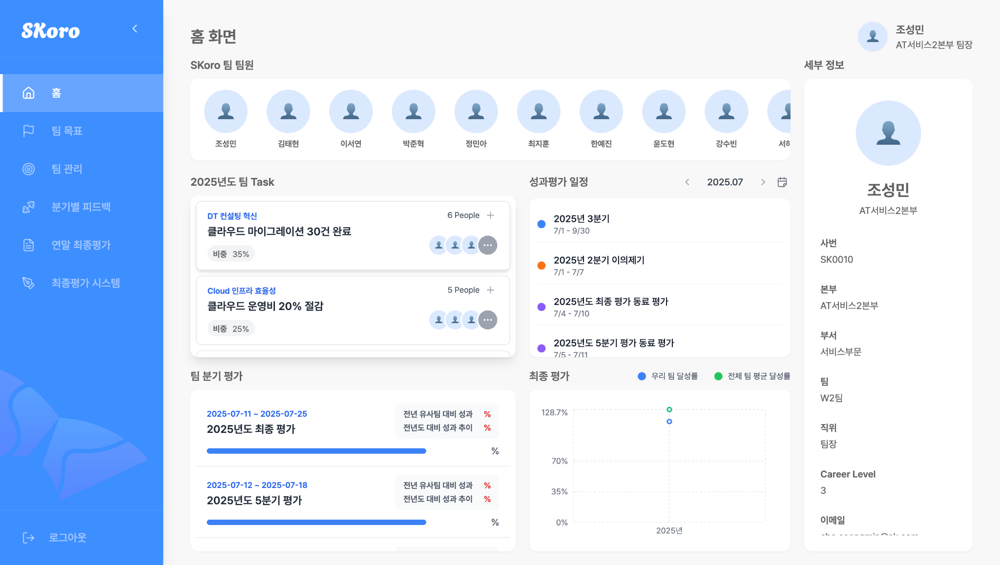 SKoro
홈
팀 목표
팀 관리
분기별 피드백
연말 최종평가
최종평가 시스템
로그아웃
홈 화면
조성민
AT서비스2본부 팀장
SKoro 팀 팀원
조성민
김태현
이서연
박준혁
정민아
최지훈
한예진
윤도현
강수빈
2025년도 팀 Task
DT 컨설팅 혁신
6 People
클라우드 마이그레이션 30건 완료
비중 35%
Cloud 인프라 효율성
5 People
클라우드 운영비 20% 절감
비중 25%
성과평가 일정
2025.07
2025년 3분기
7/1 - 9/30
2025년 2분기 이의제기
7/1 - 7/7
2025년도 최종 평가 동료 평가
7/4 - 7/10
2025년도 5분기 평가 동료 평가
7/5 - 7/11
팀 분기 평가
2025-07-11 ~ 2025-07-25
2025년도 최종 평가
전년 유사팀 대비 성과 %
전년도 대비 성과 추이 %
%
2025-07-12 ~ 2025-07-18
2025년도 5분기 평가
전년 유사팀 대비 성과 %
전년도 대비 성과 추이 %
%
최종 평가
우리 팀 달성률
전체 팀 평균 달성률
128.7%
70%
35%
0%
2025년
세부 정보
조성민
AT서비스2본부
사번
SK0010
본부
AT서비스2본부
부서
서비스부문
팀
W2팀
직위
팀장
Career Level
3
이메일